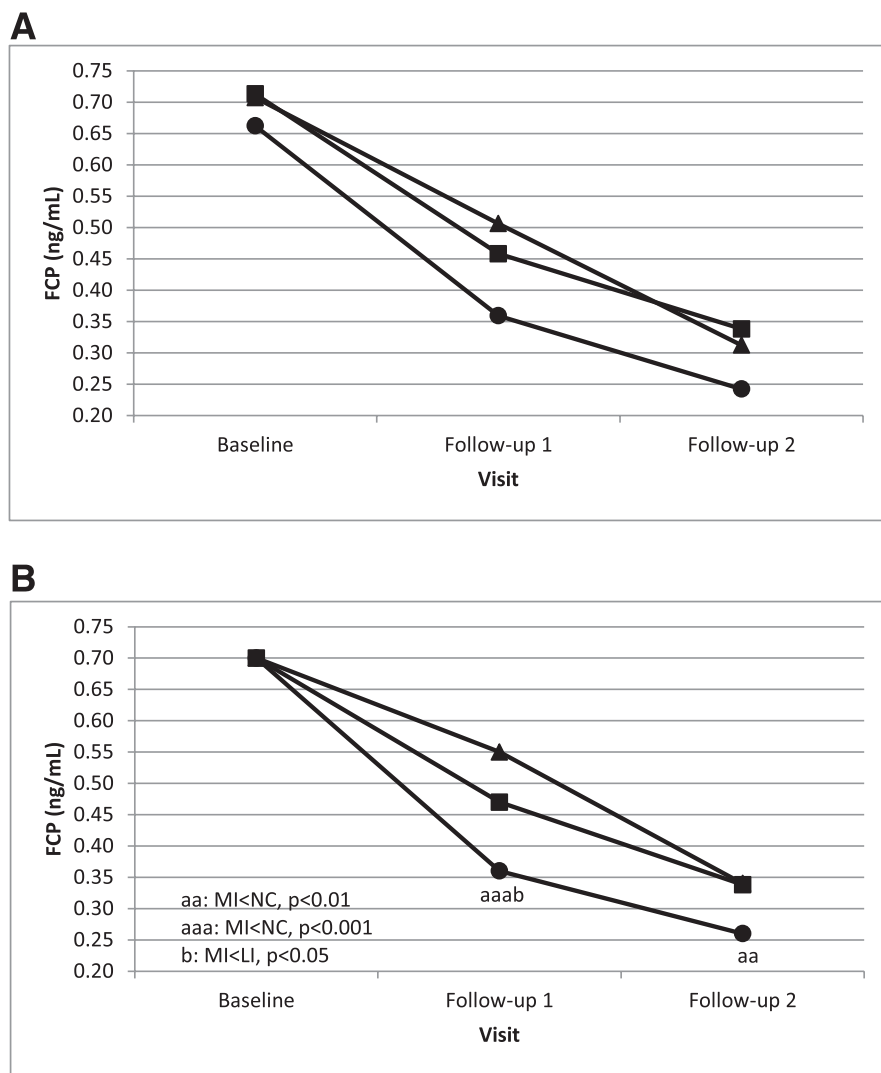 A
0.75
0.70
0.65
0.60
0.55
0.50
0.45
0.40
0.35
0.30
0.25
0.20
FCP (ng/mL)
Baseline Follow-up 1 Follow-up 2
Visit
B
0.75
0.70
0.65
0.60
0.55
0.50
0.45
0.40
0.35
0.30
0.25
0.20
FCP (ng/mL)
aa: MI<NC, p<0.01
aaa: MI<NC, p<0.001
b: MI<LI, p<0.05
aaab
aa
Baseline Follow-up 1 Follow-up 2
Visit